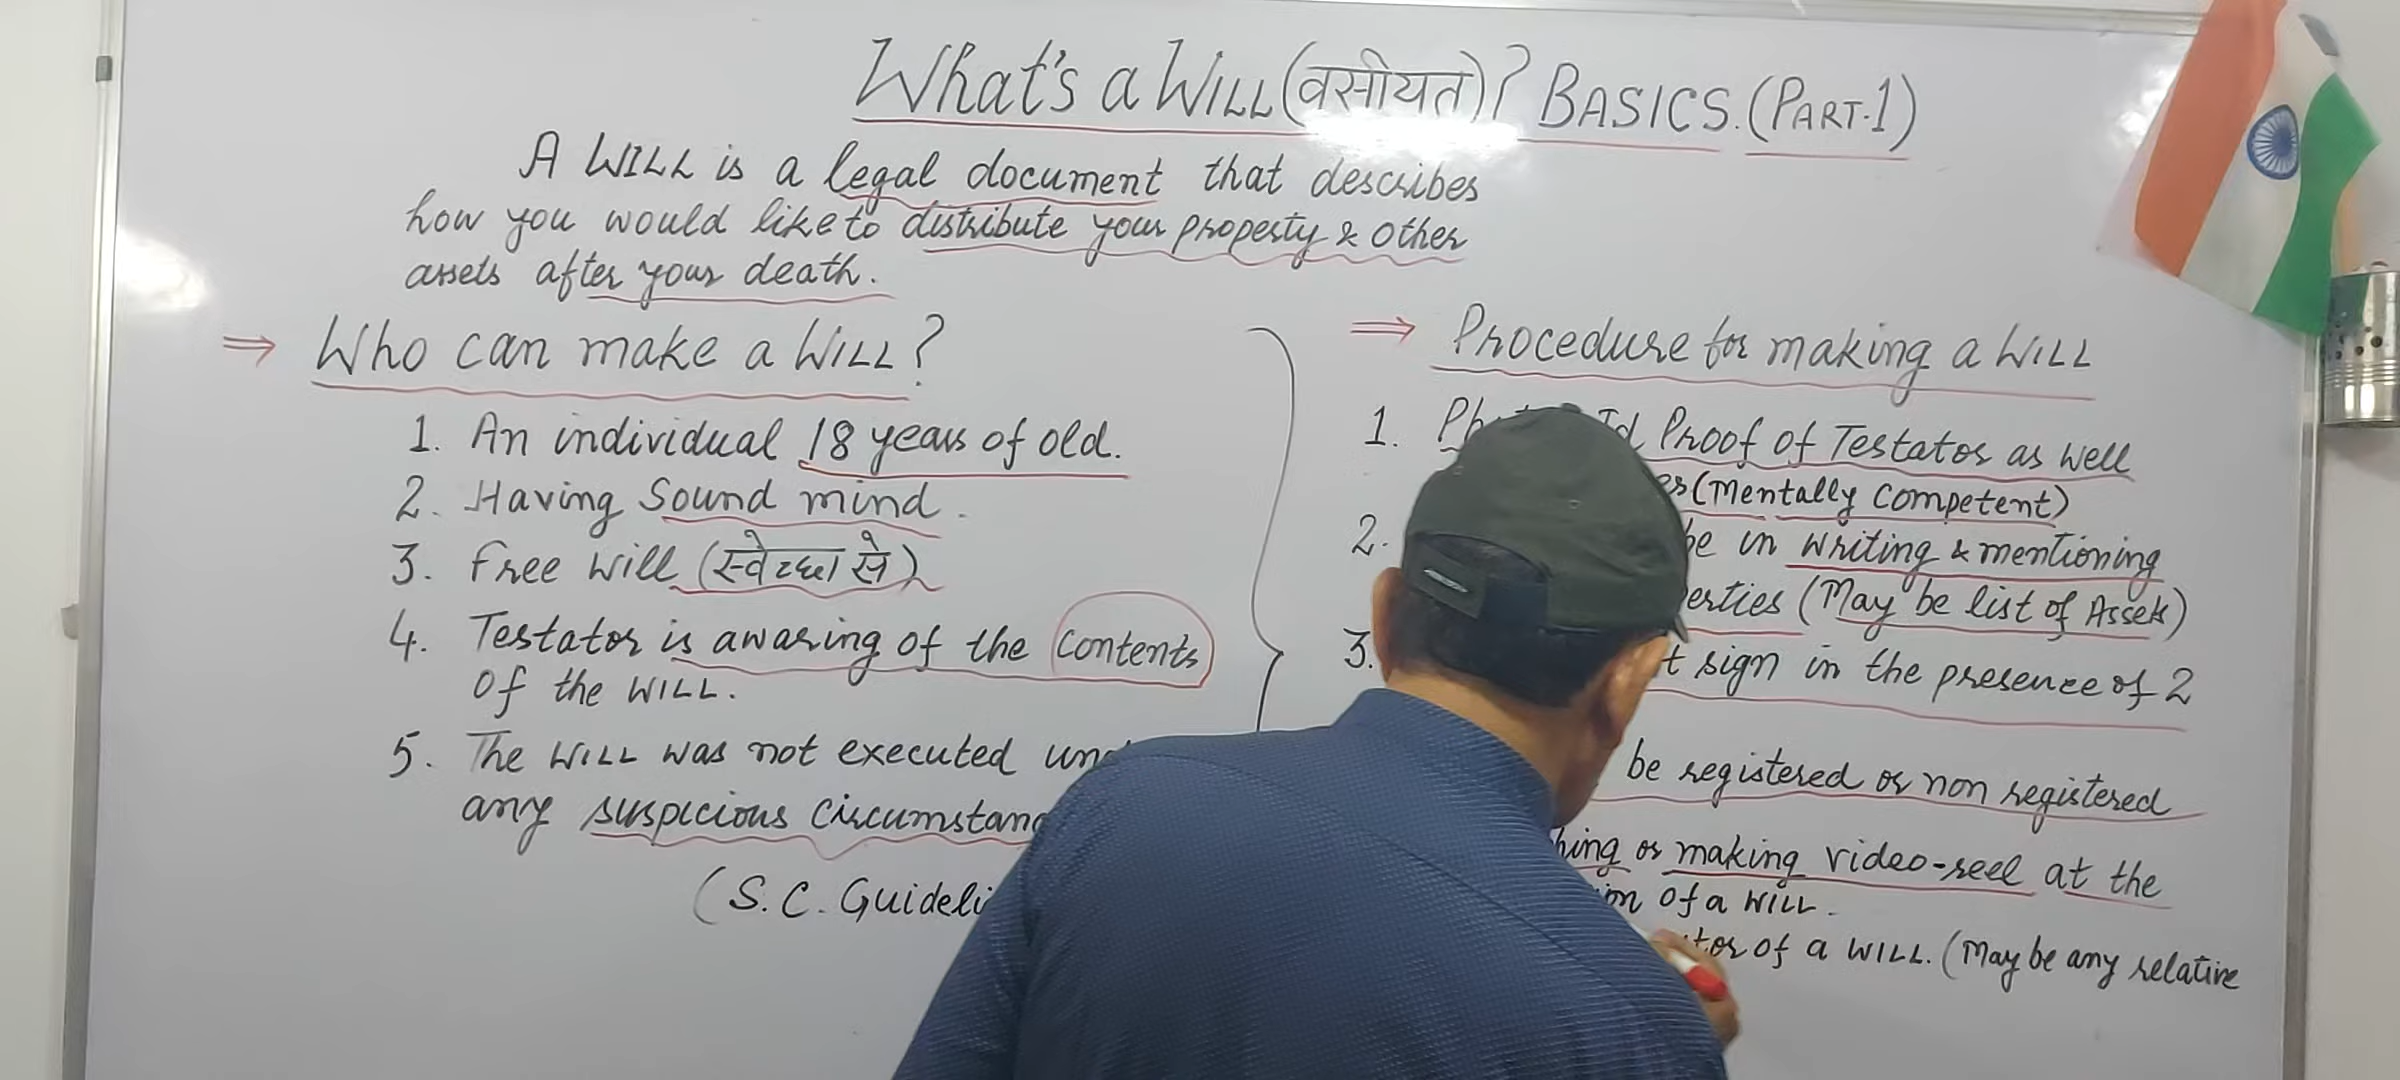 What's a WILL (वसीयत)? BASICS. (PART-1)
A WILL is a legal document that describes
how you would like to distribute your property & other
assets after your death.
⇒ Who can make a WILL?
1. An individual 18 years of old.
2. Having Sound mind.
3. Free will (स्वेच्छा से)
4. Testator is awaring of the contents
of the WILL.
5. The WILL was not executed
any suspicious
(S.C.
⇒ Procedure for making a WILL
1. Id Proof of Testator as well
(Mentally Competent)
2. be in writing & mentioning
(May be list of Assets)
3. sign in the presence of 2
be registered or non registered
or making video-reel at the
of a WILL.
of a WILL. (May be any relative